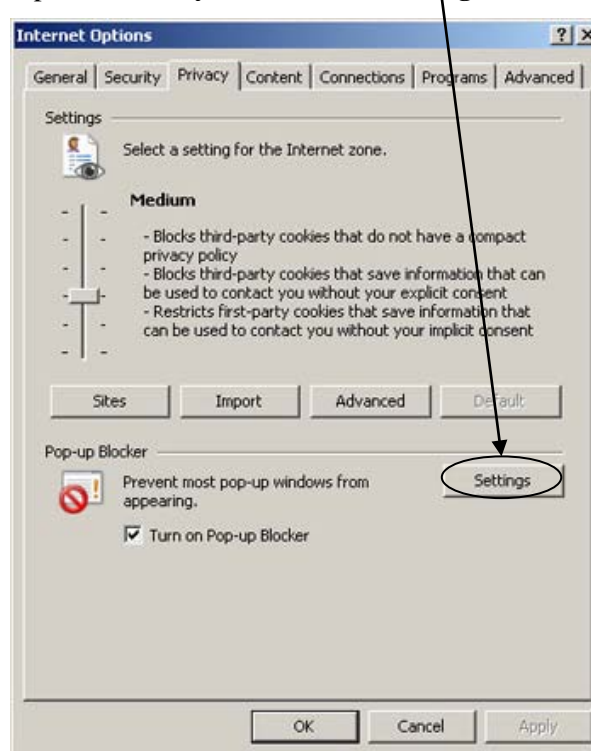 Internet Options
General Security Privacy Content Connections Programs Advanced
Settings
Select a setting for the Internet zone.
Medium
- Blocks third-party cookies that do not have a compact
privacy policy
- Blocks third-party cookies that save information that can
be used to contact you without your explicit consent
- Restricts first-party cookies that save information that
can be used to contact you without your implicit consent
Sites Import Advanced Default
Pop-up Blocker
Prevent most pop-up windows from
appearing.
Settings
Turn on Pop-up Blocker
OK Cancel Apply